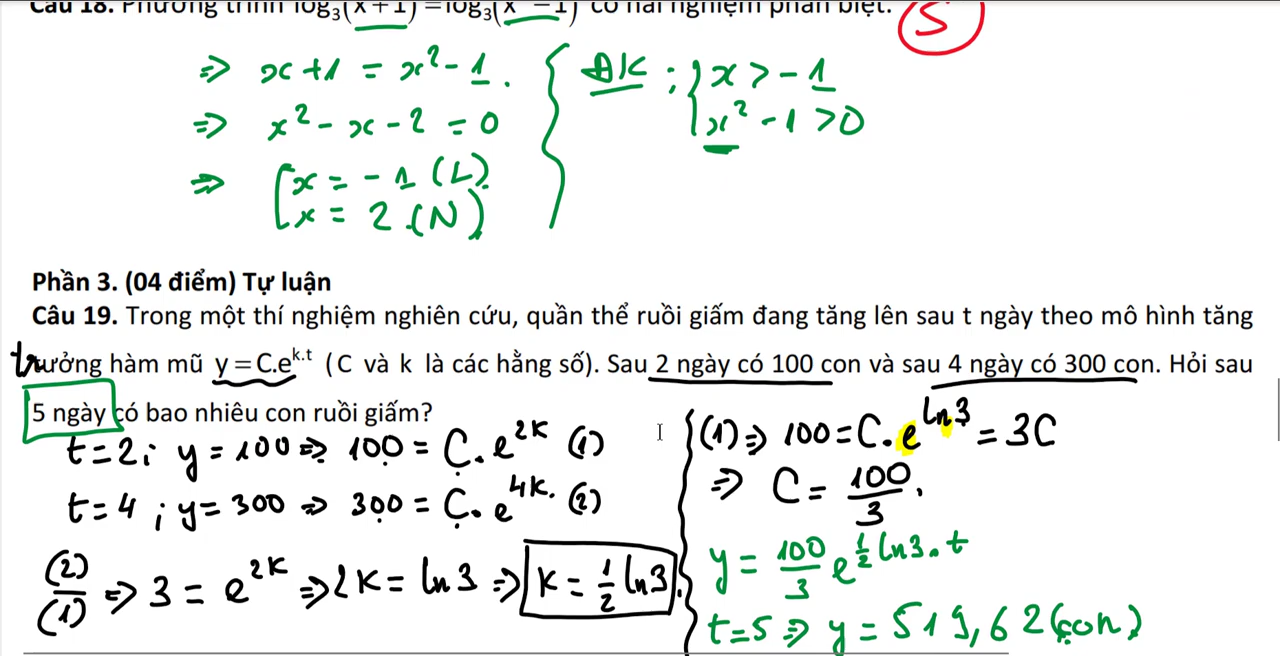 Câu 18. Phương trình log₃(x+1)=log₃(x −1) có hai nghiệm phân biệt. S
=> x+1 = x² - 1.
ĐK: { x > -1
x² - 1 > 0
=> x² - x - 2 = 0
=> [ x = -1 (L)
x = 2 (N)
Phần 3. (04 điểm) Tự luận
Câu 19. Trong một thí nghiệm nghiên cứu, quần thể ruồi giấm đang tăng lên sau t ngày theo mô hình tăng
trưởng hàm mũ y = C.e^{k.t} (C và k là các hằng số). Sau 2 ngày có 100 con và sau 4 ngày có 300 con. Hỏi sau
5 ngày có bao nhiêu con ruồi giấm?
t=2; y=100 => 100 = C.e^{2k} (1)
t=4; y=300 => 300 = C.e^{4k}. (2)
(2)/(1) => 3 = e^{2k} => 2k = ln3 => k = 1/2 ln3.
(1) => 100 = C.e^{ln3} = 3C
=> C = 100/3.
y = 100/3 e^{1/2 ln3.t}
t=5 => y = 519,62 (con)